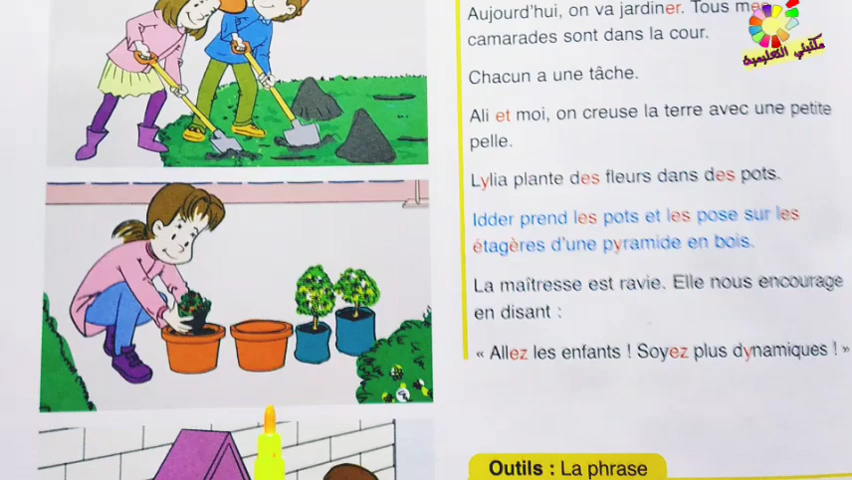 Aujourd'hui, on va jardiner. Tous mes
camarades sont dans la cour.
Chacun a une tâche.
Ali et moi, on creuse la terre avec une petite
pelle.
Lylia plante des fleurs dans des pots.
Idder prend les pots et les pose sur les
étagères d'une pyramide en bois.
La maîtresse est ravie. Elle nous encourage
en disant :
« Allez les enfants ! Soyez plus dynamiques ! »
Outils : La phrase
مكتبتي التعليمية